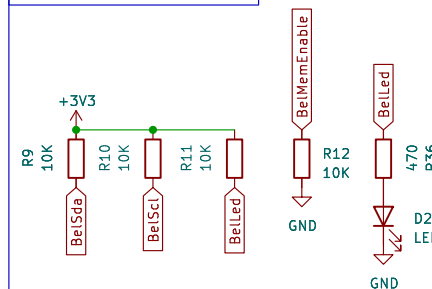 +3V3
R9
10K
R10
10K
R11
10K
BelSda
BelScl
BelLed
BelMemEnable
R12
10K
GND
BelLed
470
D2
GND